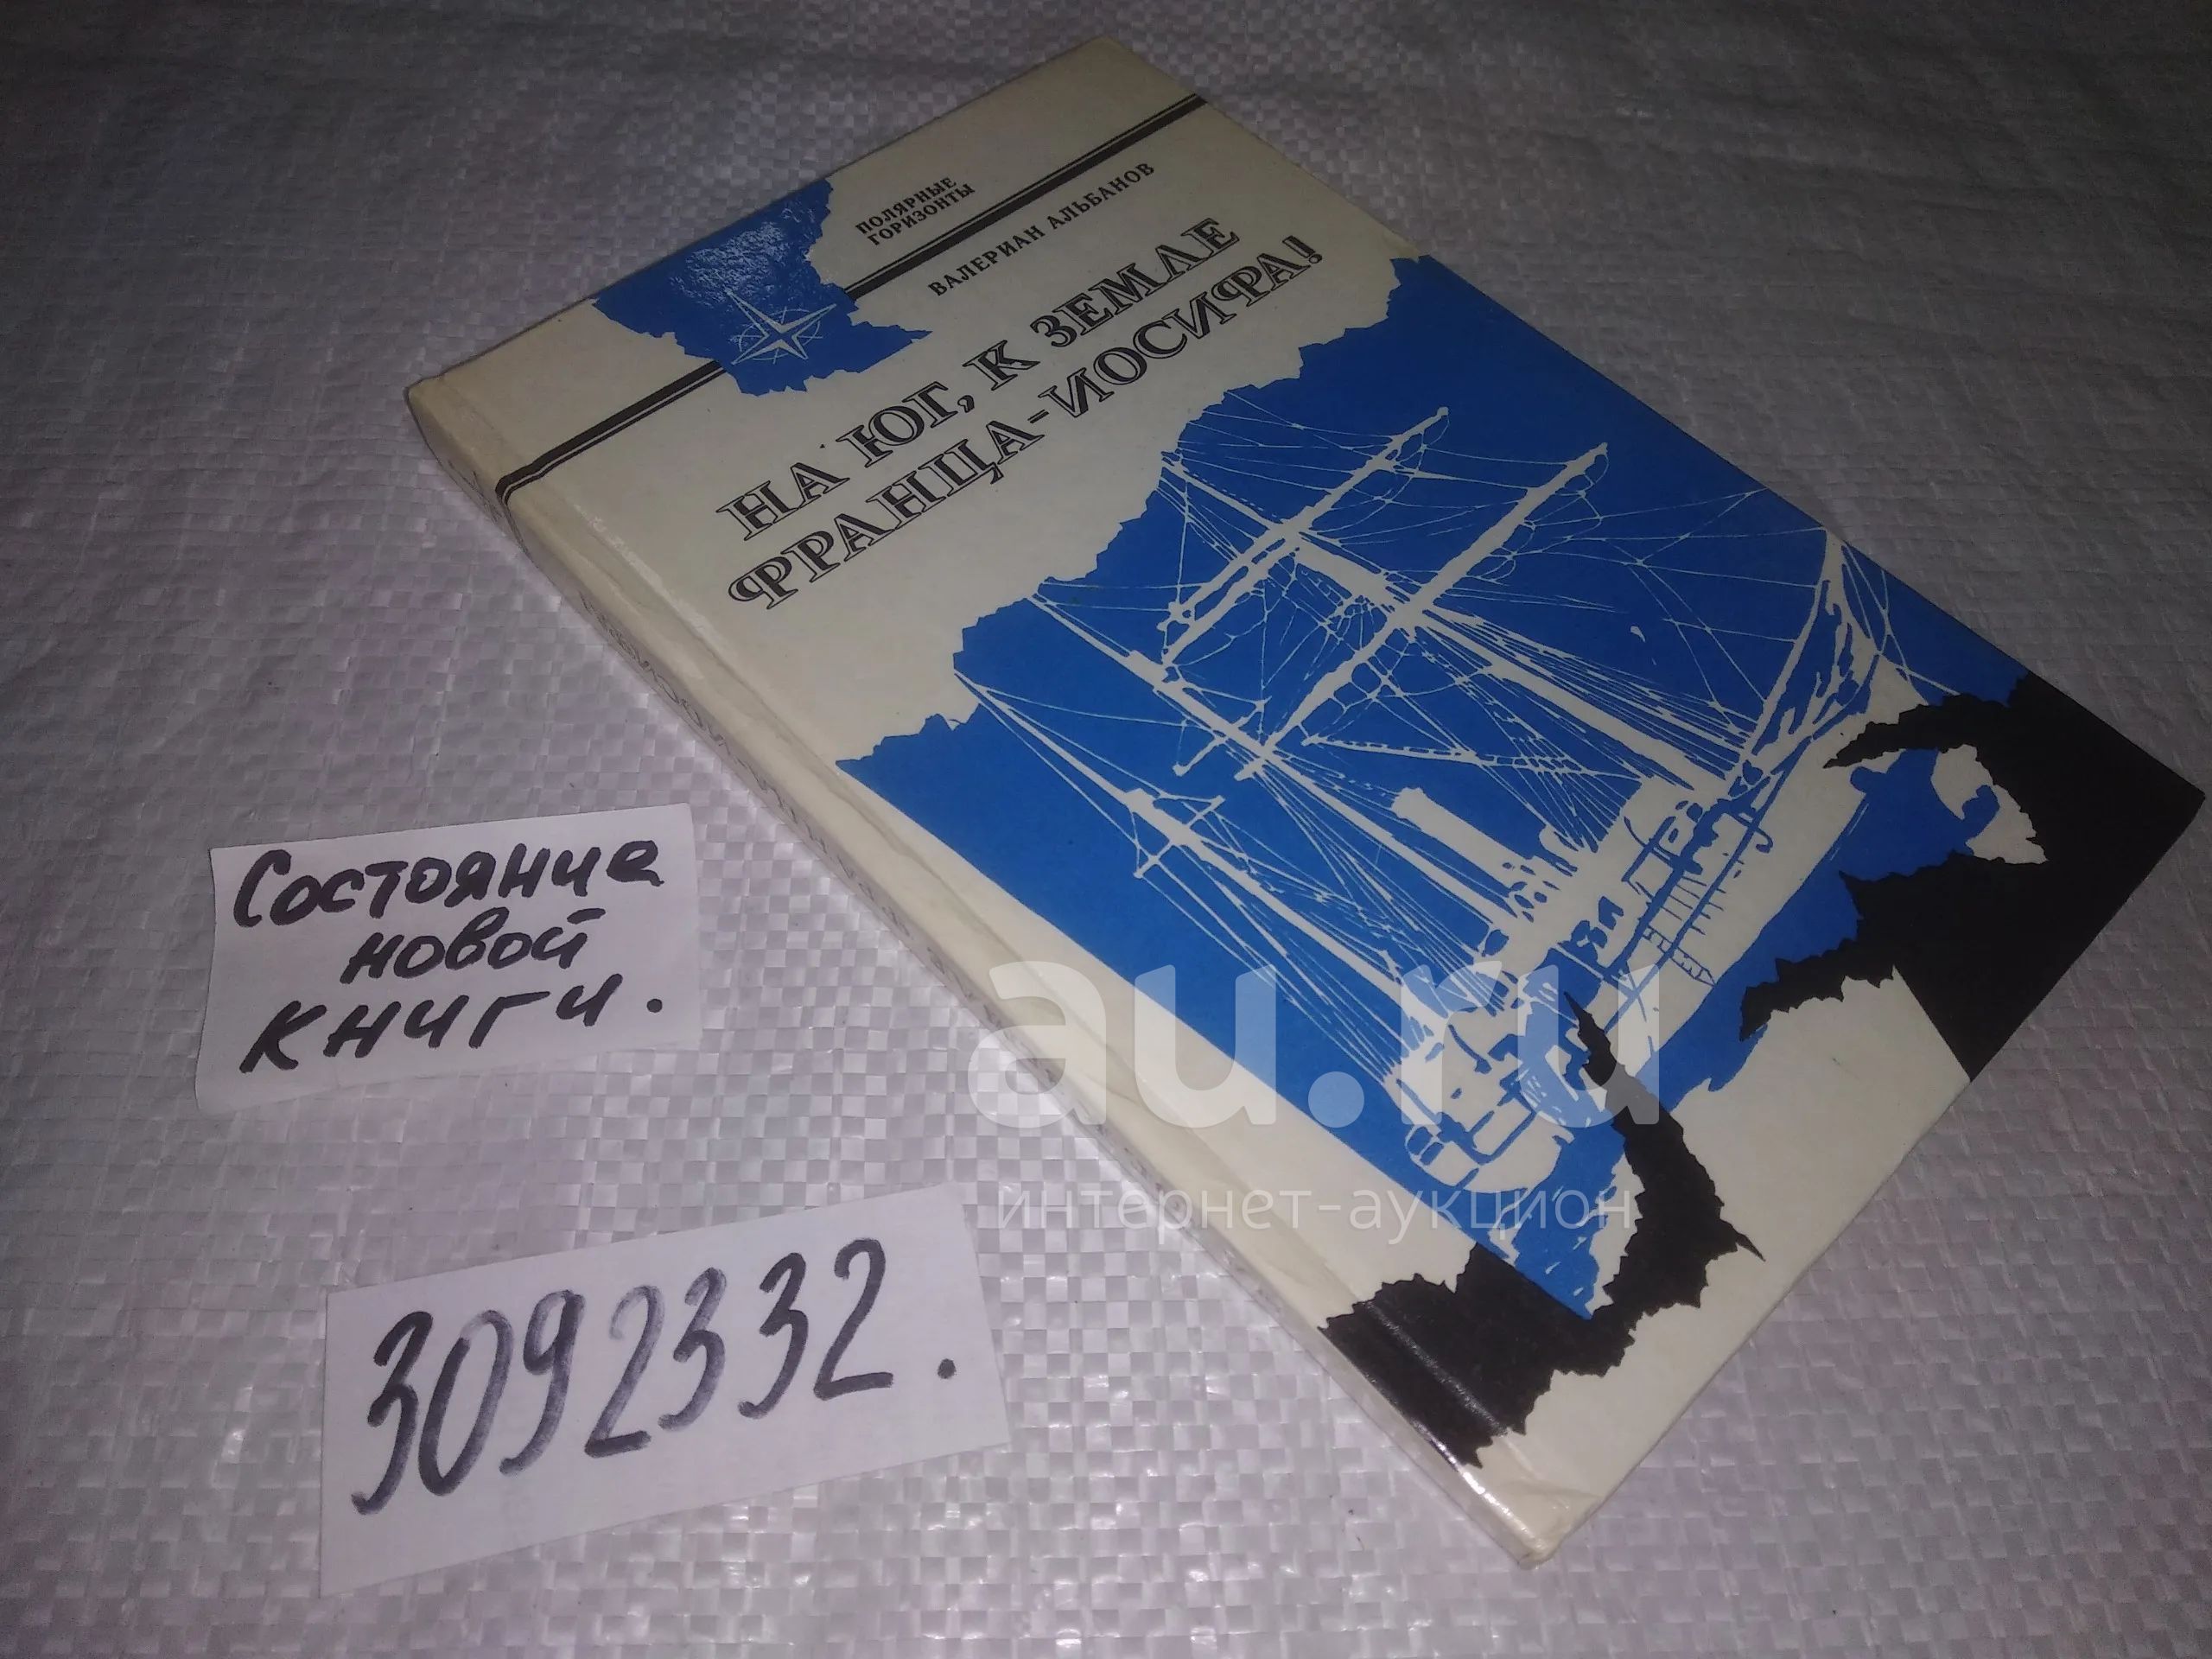 ПОЛЯРНЫЕ
ГОРИЗОНТЫ
ВАЛЕРИАН АЛЬБАНОВ
НА ЮГ, К ЗЕМЛЕ
ФРАНЦА-ИОСИФА!
Состояние
новой
книги.
3092332.
au.ru
интернет-аукцион